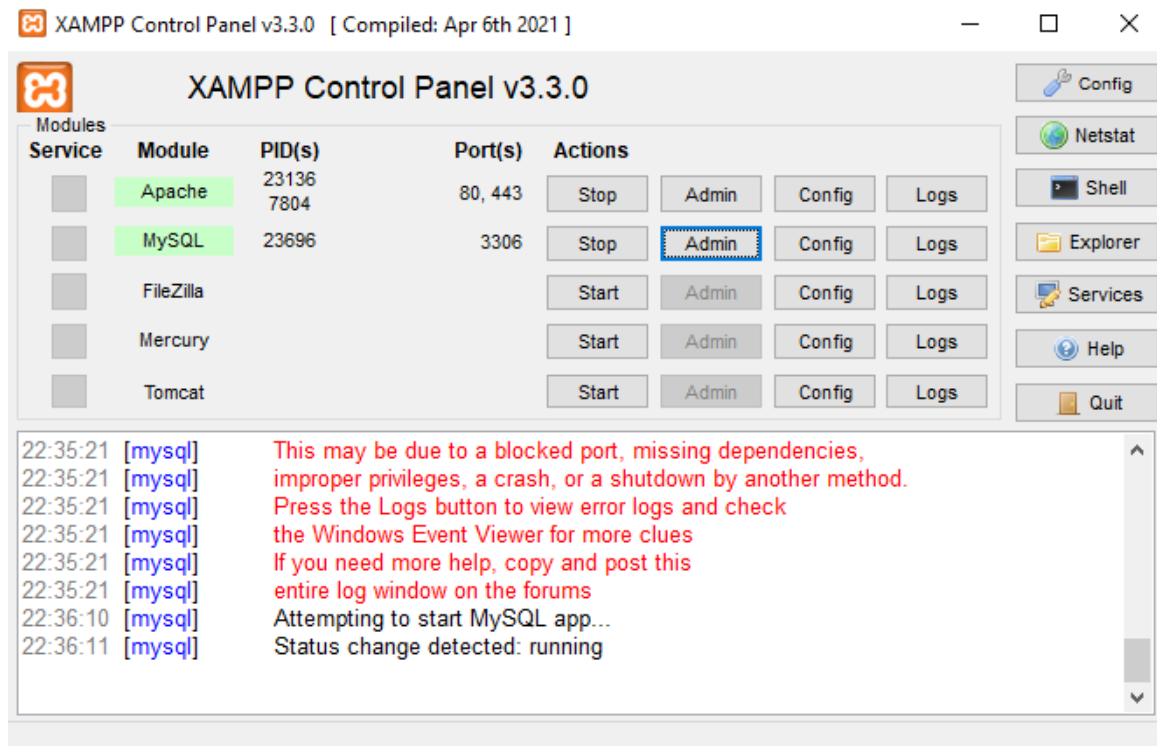 XAMPP Control Panel v3.3.0 [ Compiled: Apr 6th 2021 ]
XAMPP Control Panel v3.3.0
Config
Modules
Netstat
Service Module PID(s) Port(s) Actions
Apache 23136 7804 80, 443 Stop Admin Config Logs
Shell
MySQL 23696 3306 Stop Admin Config Logs
Explorer
FileZilla Start Admin Config Logs
Services
Mercury Start Admin Config Logs
Help
Tomcat Start Admin Config Logs
Quit
22:35:21 [mysql] This may be due to a blocked port, missing dependencies,
22:35:21 [mysql] improper privileges, a crash, or a shutdown by another method.
22:35:21 [mysql] Press the Logs button to view error logs and check
22:35:21 [mysql] the Windows Event Viewer for more clues
22:35:21 [mysql] If you need more help, copy and post this
22:35:21 [mysql] entire log window on the forums
22:36:10 [mysql] Attempting to start MySQL app...
22:36:11 [mysql] Status change detected: running